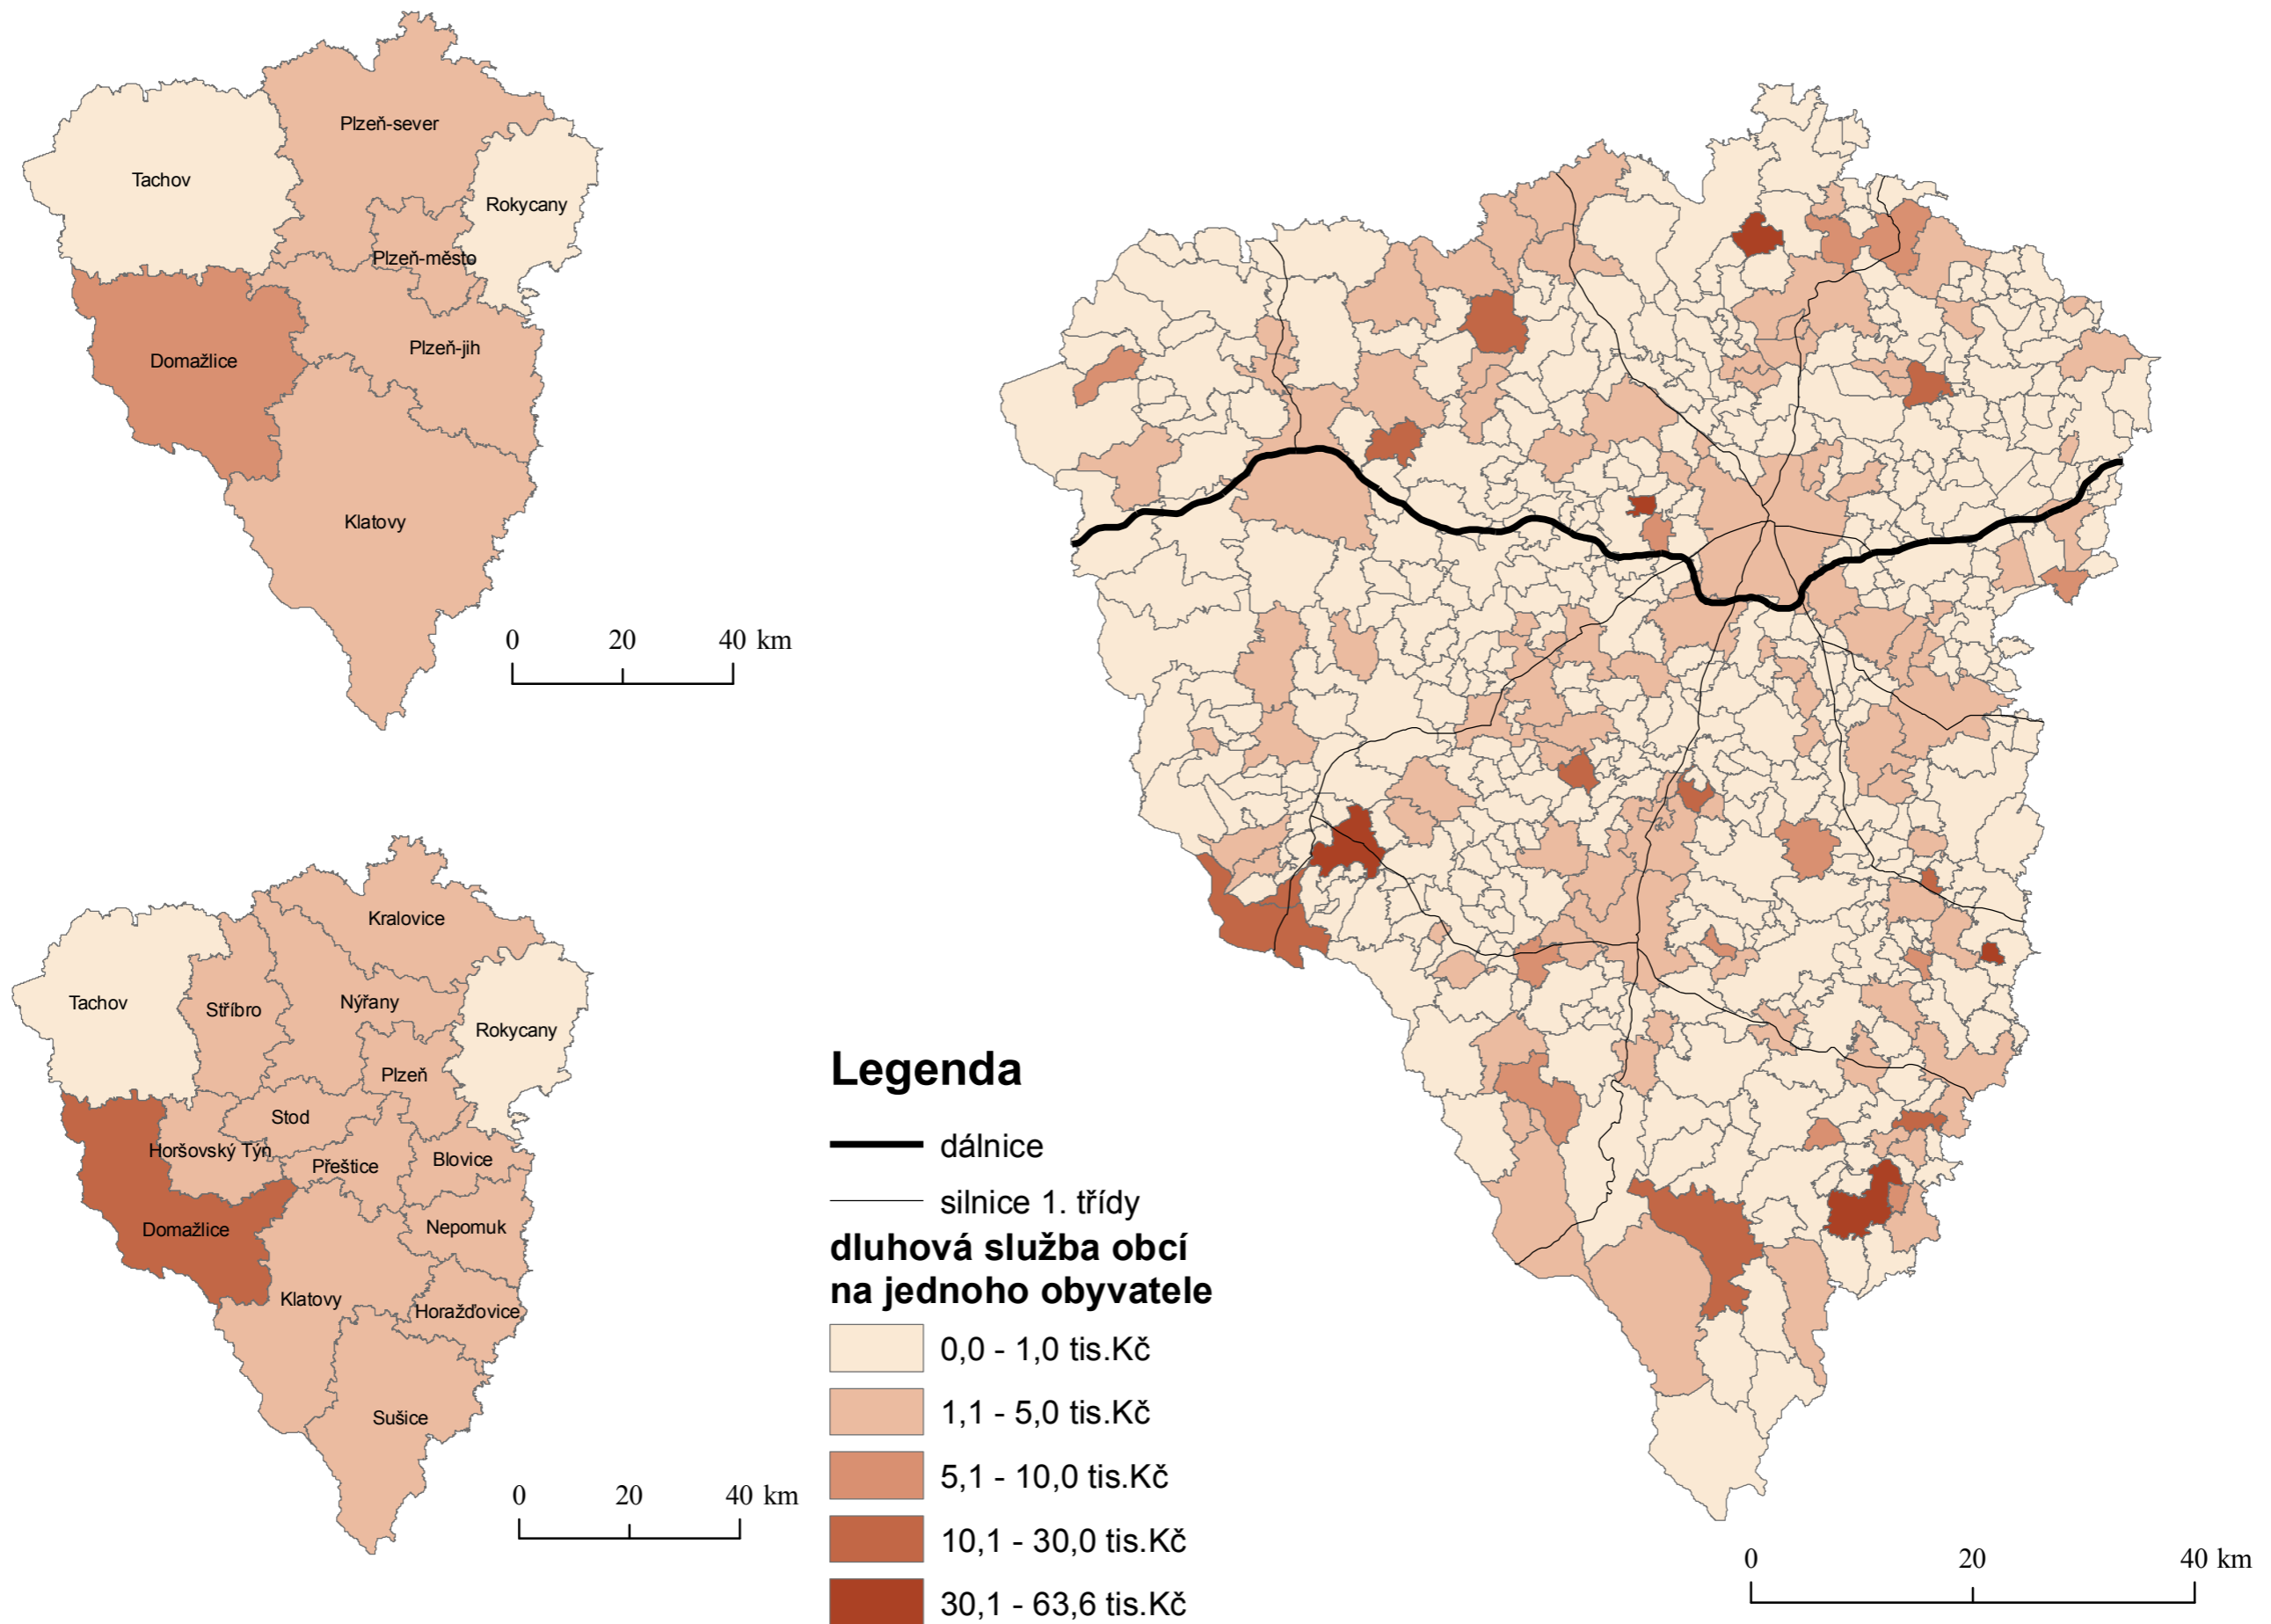 Plzeň-sever
Tachov
Rokycany
Plzeň-město
Plzeň-jih
Domažlice
Klatovy
0 20 40 km
Kralovice
Tachov
Stříbro
Nýřany
Rokycany
Plzeň
Stod
Horšovský Týn
Přeštice
Blovice
Domažlice
Nepomuk
Klatovy
Horažďovice
Sušice
0 20 40 km
Legenda
dálnice
silnice 1. třídy
dluhová služba obcí
na jednoho obyvatele
0,0 - 1,0 tis.Kč
1,1 - 5,0 tis.Kč
5,1 - 10,0 tis.Kč
10,1 - 30,0 tis.Kč
30,1 - 63,6 tis.Kč
0 20 40 km